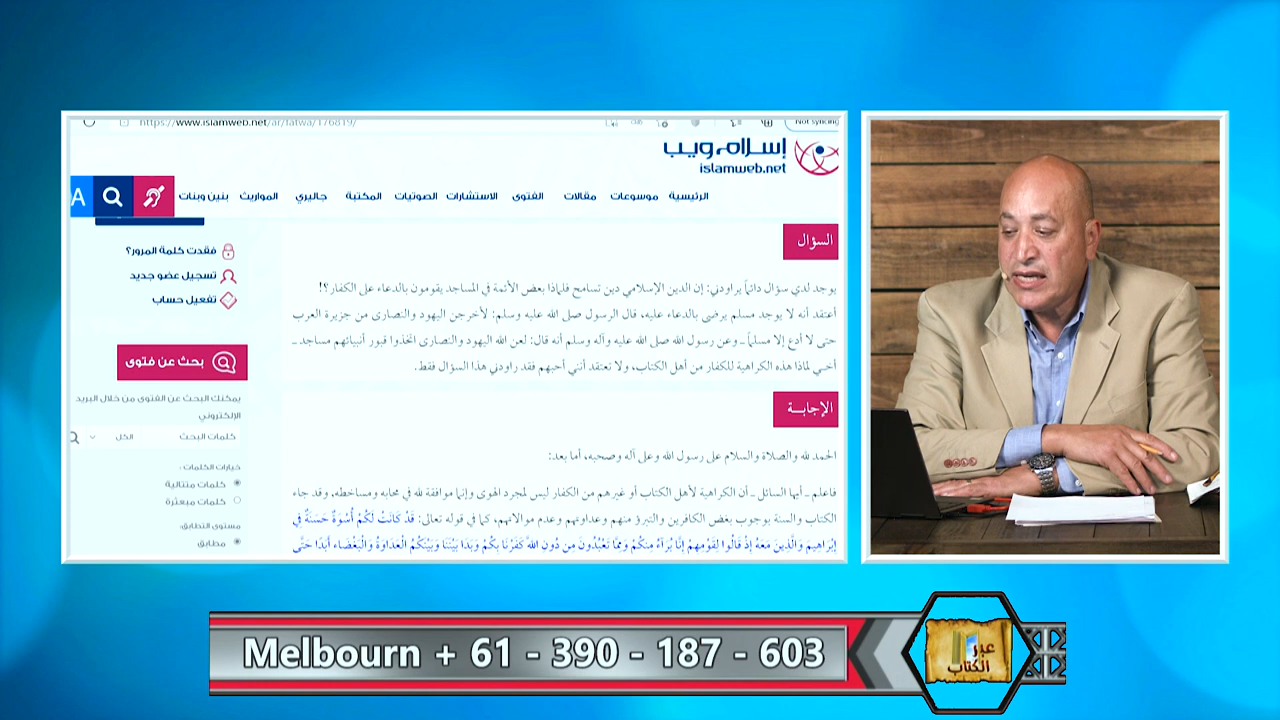 https://www.islamweb.net/ar/fatwa/176819/
Not syncing
إسلام ويب
islamweb.net
الرئيسية موسوعات مقالات الفتوى الاستشارات الصوتيات المكتبة جاليري المواريث بنين وبنات
A
السؤال
فقدت كلمة المرور؟
تسجيل عضو جديد
تفعيل حساب
يوجد لدي سؤال دائماً يراودني: إن الدين الإسلامي دين تسامح فلماذا بعض الأئمة في المساجد يقومون بالدعاء على الكفار؟!
أعتقد أنه لا يوجد مسلم يرضى بالدعاء عليه، قال الرسول صلى الله عليه وسلم: لأخرجن اليهود والنصارى من جزيرة العرب
حتى لا أدع إلا مسلماً ـ وعن رسول الله صلى الله عليه وآله وسلم أنه قال: لعن الله اليهود والنصارى اتخذوا قبور أنبيائهم مساجد ـ
أخي لماذا هذه الكراهية للكفار من أهل الكتاب، ولا تعتقد أنني أحبهم فقد راودني هذا السؤال فقط.
بحث عن فتوى
يمكنك البحث عن الفتوى من خلال البريد
الإلكتروني
كلمات البحث الكل
خيارات الكلمات :
كلمات متتالية
كلمات مبعثرة
مستوى التطابق:
مطابق
الإجابــة
الحمد لله والصلاة والسلام على رسول الله وعلى آله وصحبه، أما بعد:
فاعلم ـ أيها السائل ـ أن الكراهية لأهل الكتاب أو غيرهم من الكفار ليس لمجرد الهوى وإنما موافقة لله في محابه ومساخطه، وقد جاء
الكتاب والسنة بوجوب بغض الكافرين والتبرؤ منهم وعداوتهم وعدم موالاتهم، كما في قوله تعالى: قَدْ كَانَتْ لَكُمْ أُسْوَةٌ حَسَنَةٌ فِي
إِبْرَاهِيمَ وَالَّذِينَ مَعَهُ إِذْ قَالُوا لِقَوْمِهِمْ إِنَّا بُرَآءُ مِنْكُمْ وَمِمَّا تَعْبُدُونَ مِنْ دُونِ اللَّهِ كَفَرْنَا بِكُمْ وَبَدَا بَيْنَنَا وَبَيْنَكُمُ الْعَدَاوَةُ وَالْبَغْضَاءُ أَبَدًا حَتَّى
Melbourn + 61 - 390 - 187 - 603
عبر
الكتاب